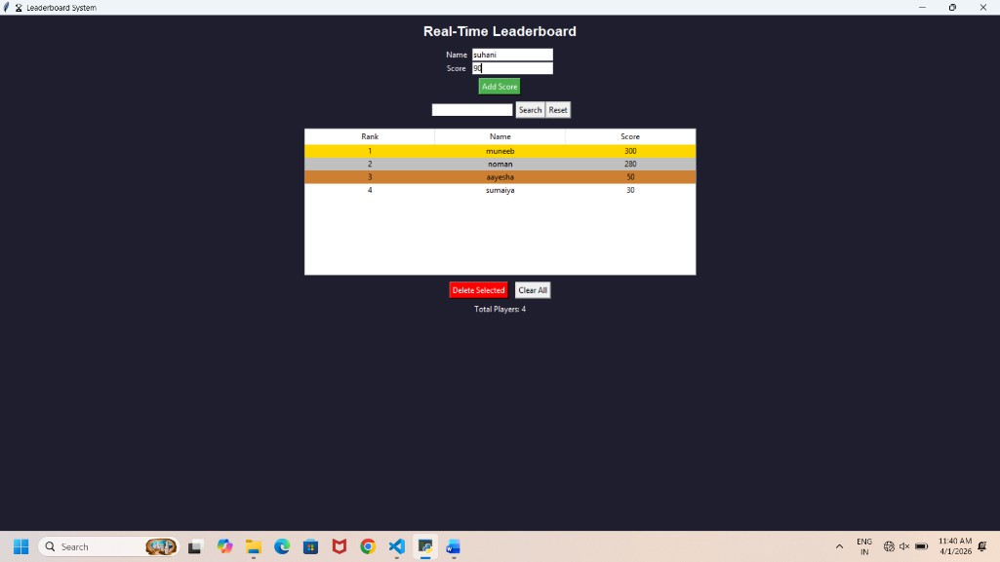 Leaderboard System
Real-Time Leaderboard
Name suhani
Score 90
Add Score
Search Reset
Rank Name Score
1 muneeb 300
2 noman 280
3 aayesha 50
4 sumaiya 30
Delete Selected Clear All
Total Players: 4
Search
ENG
IN
11:40 AM
4/1/2026